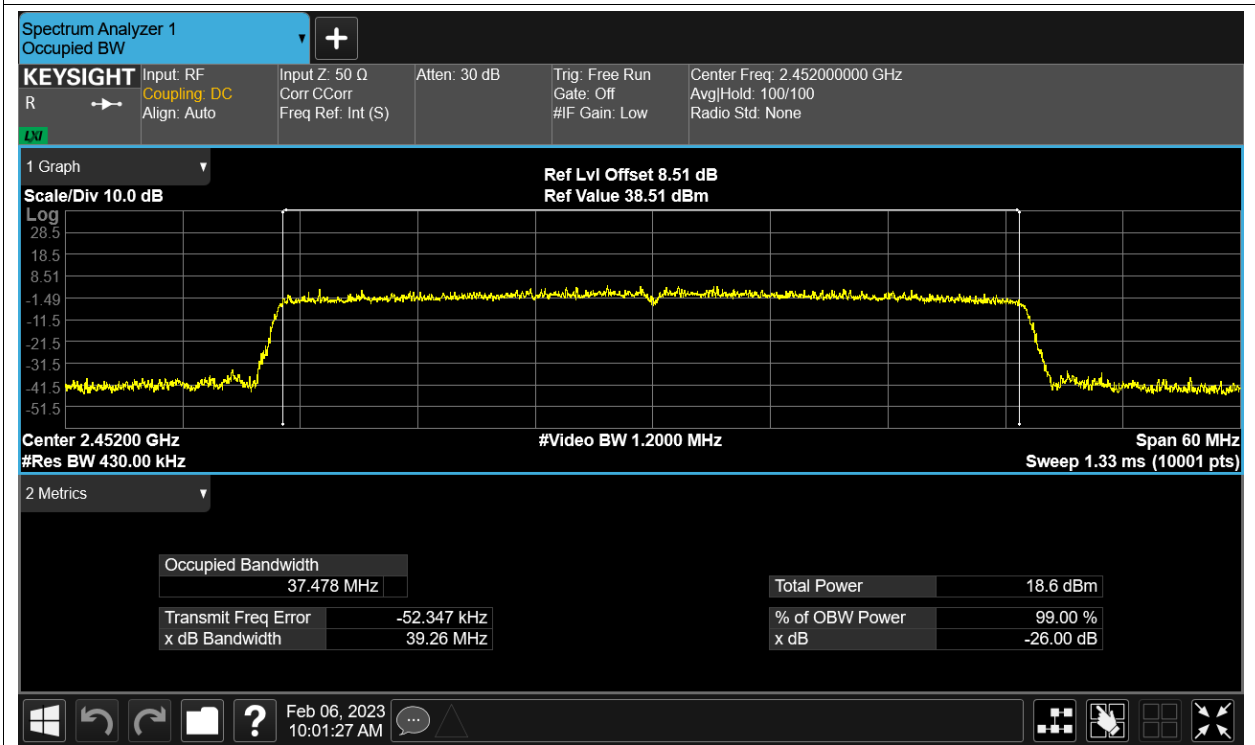 Spectrum Analyzer 1
Occupied BW
KEYSIGHT
R
LXI
Input: RF
Coupling: DC
Align: Auto
Input Z: 50 Ω
Corr CCorr
Freq Ref: Int (S)
Atten: 30 dB
Trig: Free Run
Gate: Off
#IF Gain: Low
Center Freq: 2.452000000 GHz
Avg|Hold: 100/100
Radio Std: None
1 Graph
Scale/Div 10.0 dB
Ref Lvl Offset 8.51 dB
Ref Value 38.51 dBm
Log
28.5
18.5
8.51
-1.49
-11.5
-21.5
-31.5
-41.5
-51.5
Center 2.45200 GHz
#Video BW 1.2000 MHz
Span 60 MHz
#Res BW 430.00 kHz
Sweep 1.33 ms (10001 pts)
2 Metrics
Occupied Bandwidth
37.478 MHz
Transmit Freq Error -52.347 kHz
x dB Bandwidth 39.26 MHz
Total Power 18.6 dBm
% of OBW Power 99.00 %
x dB -26.00 dB
?
Feb 06, 2023
10:01:27 AM